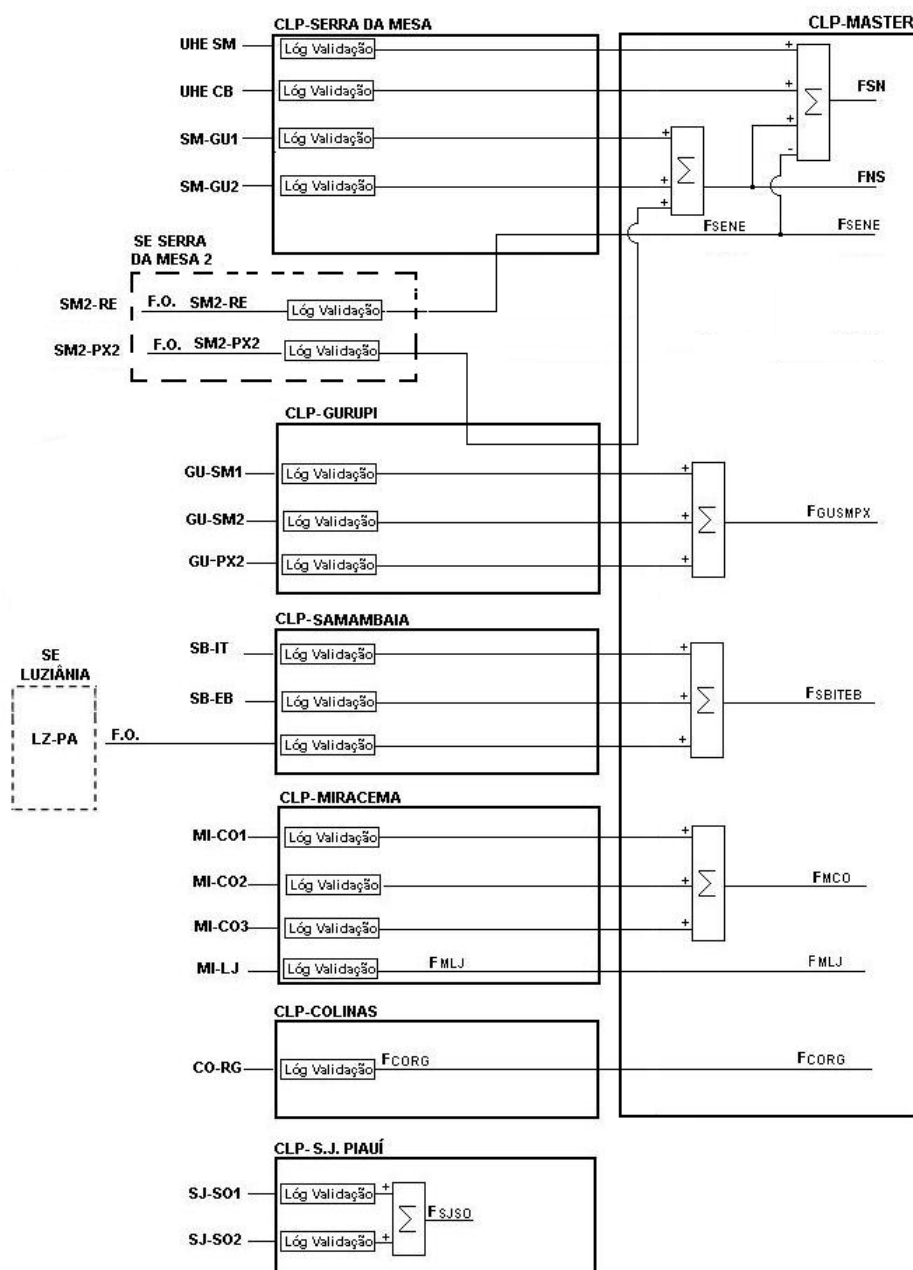 CLP-SERRA DA MESA
CLP-MASTER
UHE SM
Lóg Validação
+
UHE CB
Lóg Validação
+
Σ
FSN
SM-GU1
Lóg Validação
+
+
SM-GU2
Lóg Validação
+
Σ
-
FNS
+
FSENE
FSENE
SE SERRA
DA MESA 2
SM2-RE
F.O.
SM2-RE
Lóg Validação
SM2-PX2
F.O.
SM2-PX2
Lóg Validação
CLP-GURUPI
GU-SM1
Lóg Validação
+
GU-SM2
Lóg Validação
+
Σ
FGUSMPX
GU-PX2
Lóg Validação
+
CLP-SAMAMBAIA
SB-IT
Lóg Validação
+
SE
LUZIÂNIA
SB-EB
Lóg Validação
+
Σ
FSBITEB
LZ-PA
F.O.
Lóg Validação
+
CLP-MIRACEMA
MI-CO1
Lóg Validação
+
MI-CO2
Lóg Validação
+
Σ
FMCO
MI-CO3
Lóg Validação
+
MI-LJ
Lóg Validação
FMLJ
FMLJ
CLP-COLINAS
CO-RG
Lóg Validação
FCORG
FCORG
CLP- S.J. PIAUÍ
SJ-SO1
Lóg Validação
+
Σ
FSJSO
SJ-SO2
Lóg Validação
+